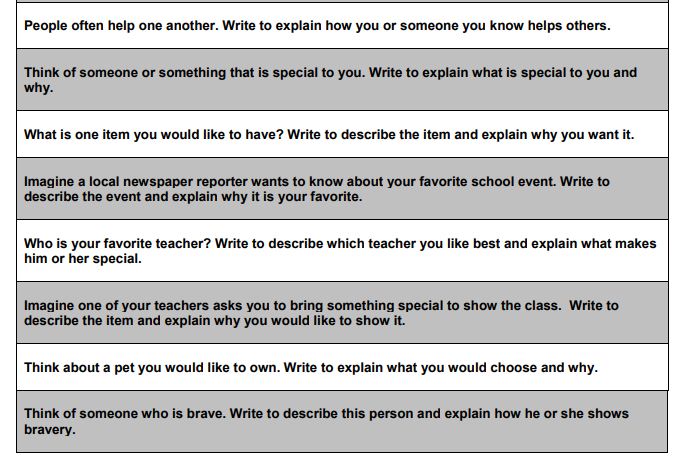 People often help one another. Write to explain how you or someone you know helps others.
Think of someone or something that is special to you. Write to explain what is special to you and
why.
What is one item you would like to have? Write to describe the item and explain why you want it.
Imagine a local newspaper reporter wants to know about your favorite school event. Write to
describe the event and explain why it is your favorite.
Who is your favorite teacher? Write to describe which teacher you like best and explain what makes
him or her special.
Imagine one of your teachers asks you to bring something special to show the class.  Write to
describe the item and explain why you would like to show it.
Think about a pet you would like to own. Write to explain what you would choose and why.
Think of someone who is brave. Write to describe this person and explain how he or she shows
bravery.